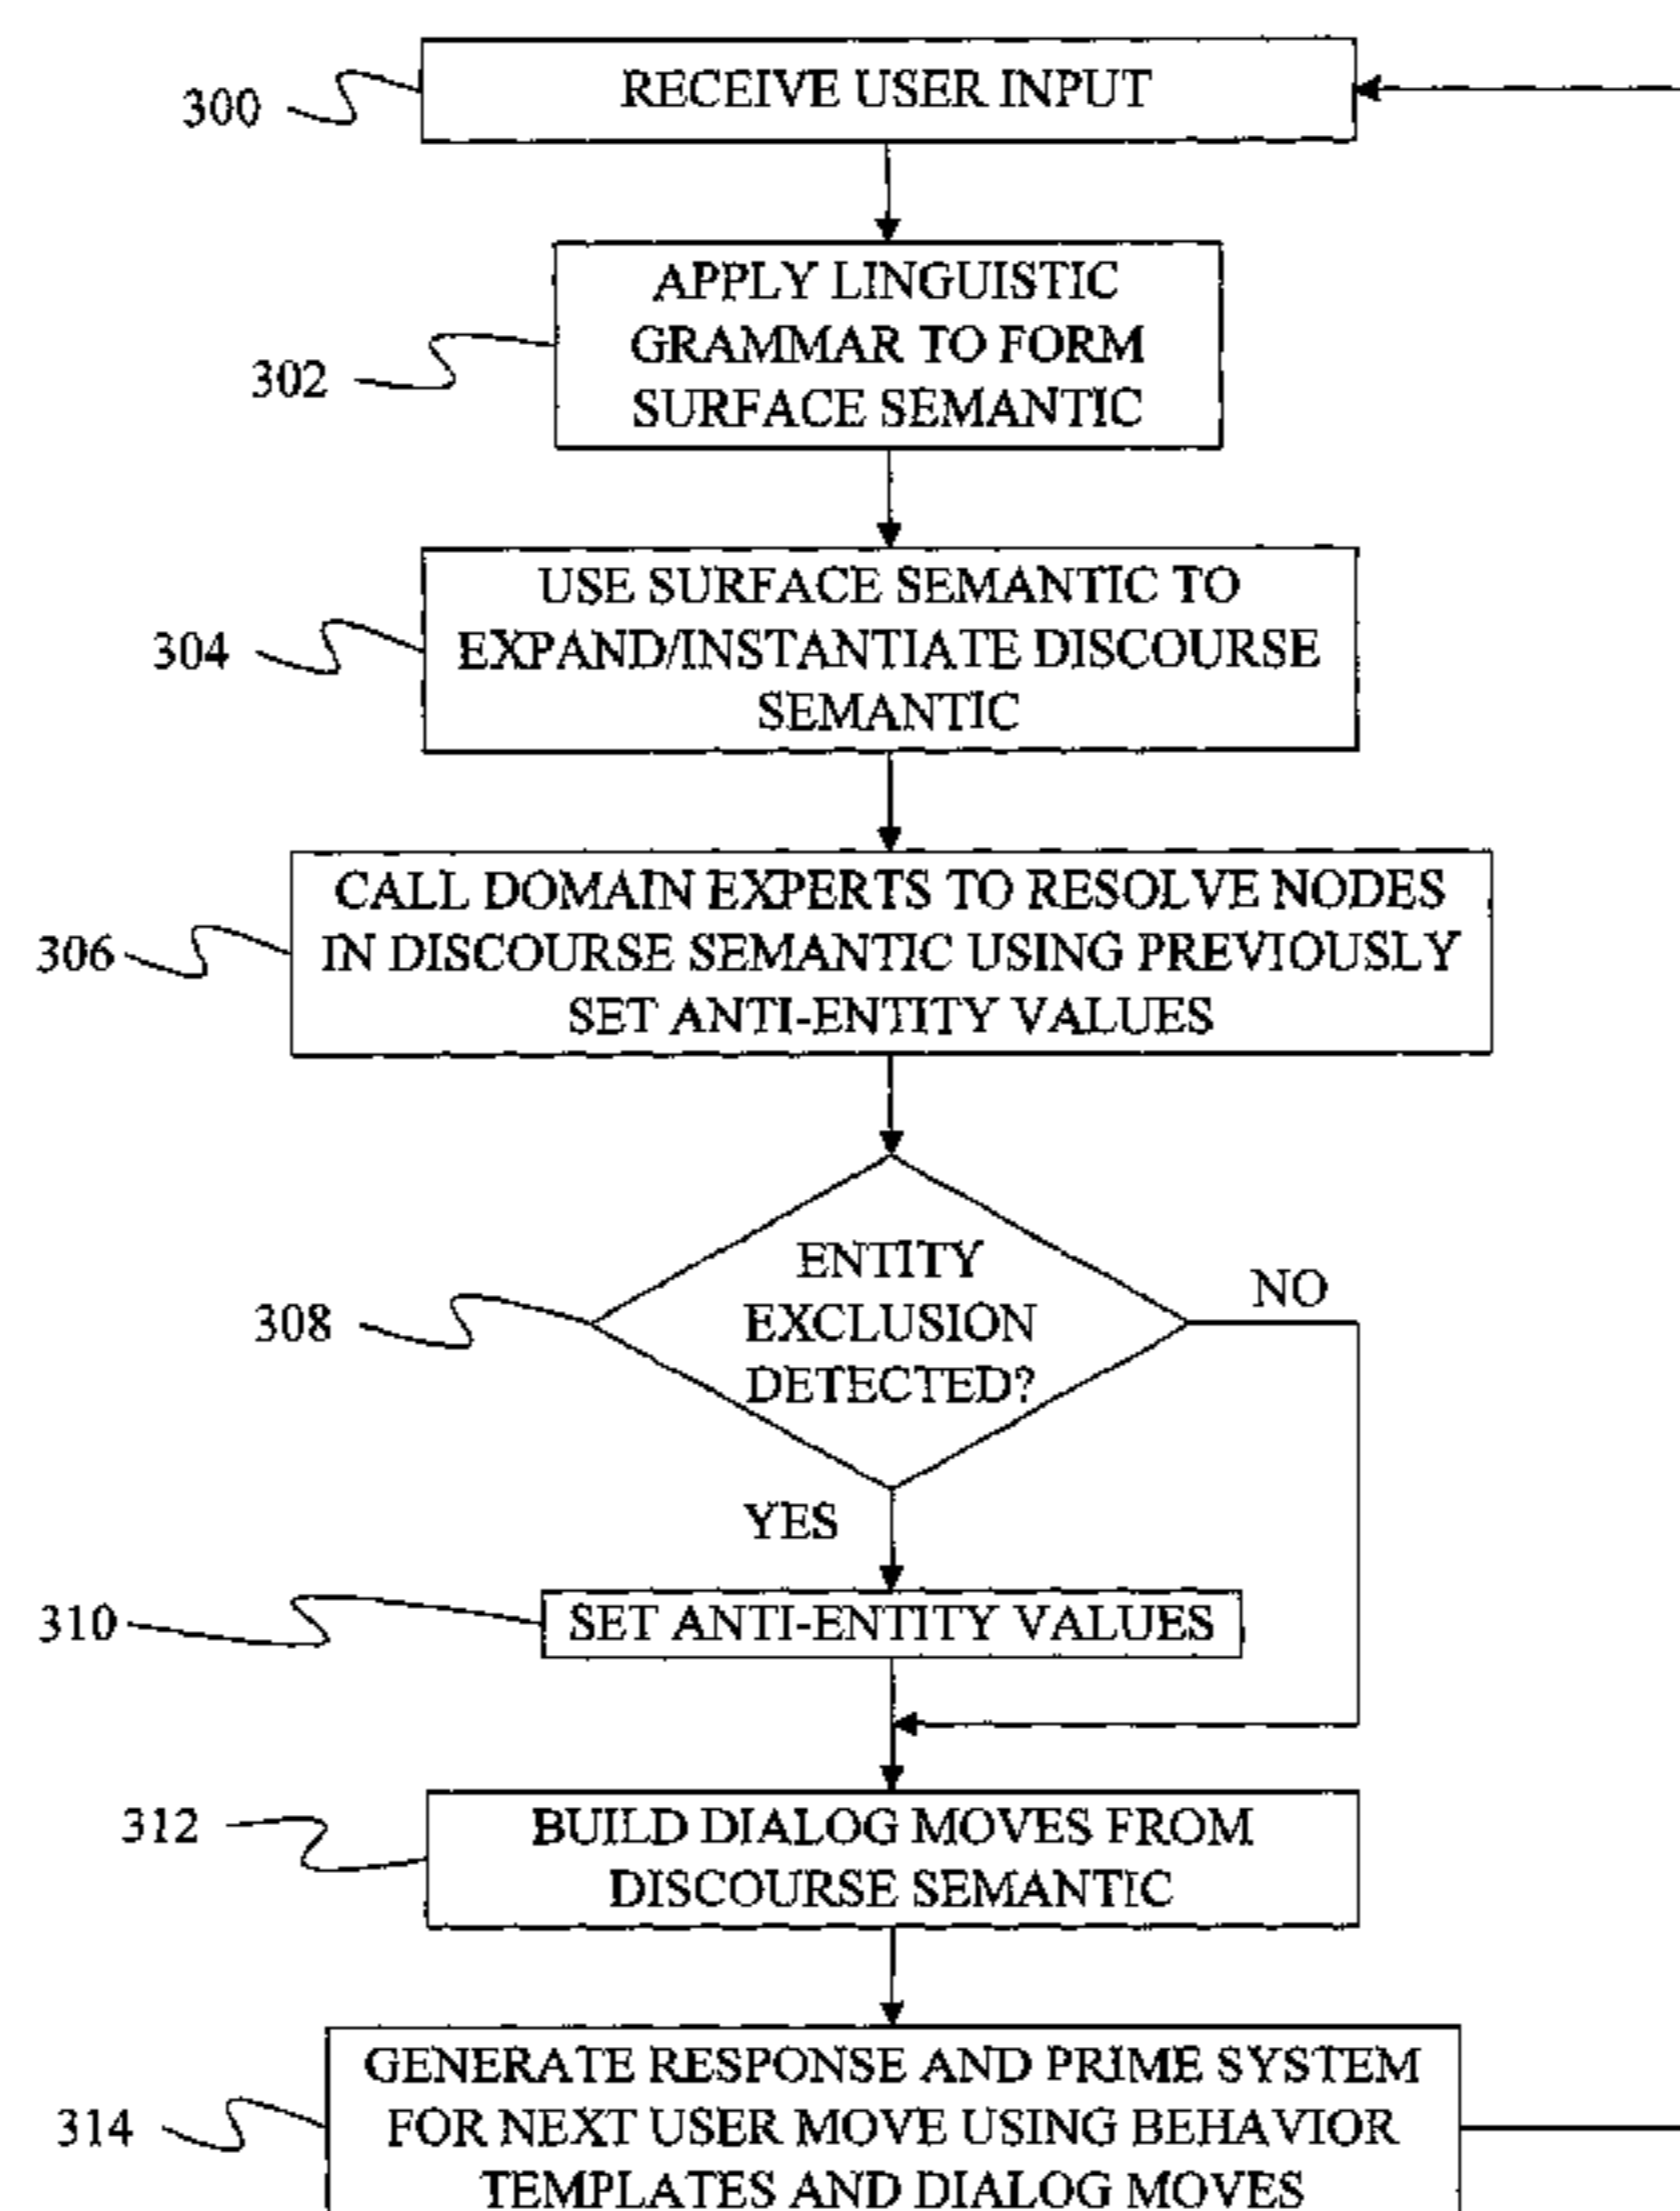 300
RECEIVE USER INPUT
302
APPLY LINGUISTIC
GRAMMAR TO FORM
SURFACE SEMANTIC
304
USE SURFACE SEMANTIC TO
EXPAND/INSTANTIATE DISCOURSE
SEMANTIC
306
CALL DOMAIN EXPERTS TO RESOLVE NODES
IN DISCOURSE SEMANTIC USING PREVIOUSLY
SET ANTI-ENTITY VALUES
308
ENTITY
EXCLUSION
DETECTED?
NO
YES
310
SET ANTI-ENTITY VALUES
312
BUILD DIALOG MOVES FROM
DISCOURSE SEMANTIC
314
GENERATE RESPONSE AND PRIME SYSTEM
FOR NEXT USER MOVE USING BEHAVIOR
TEMPLATES AND DIALOG MOVES